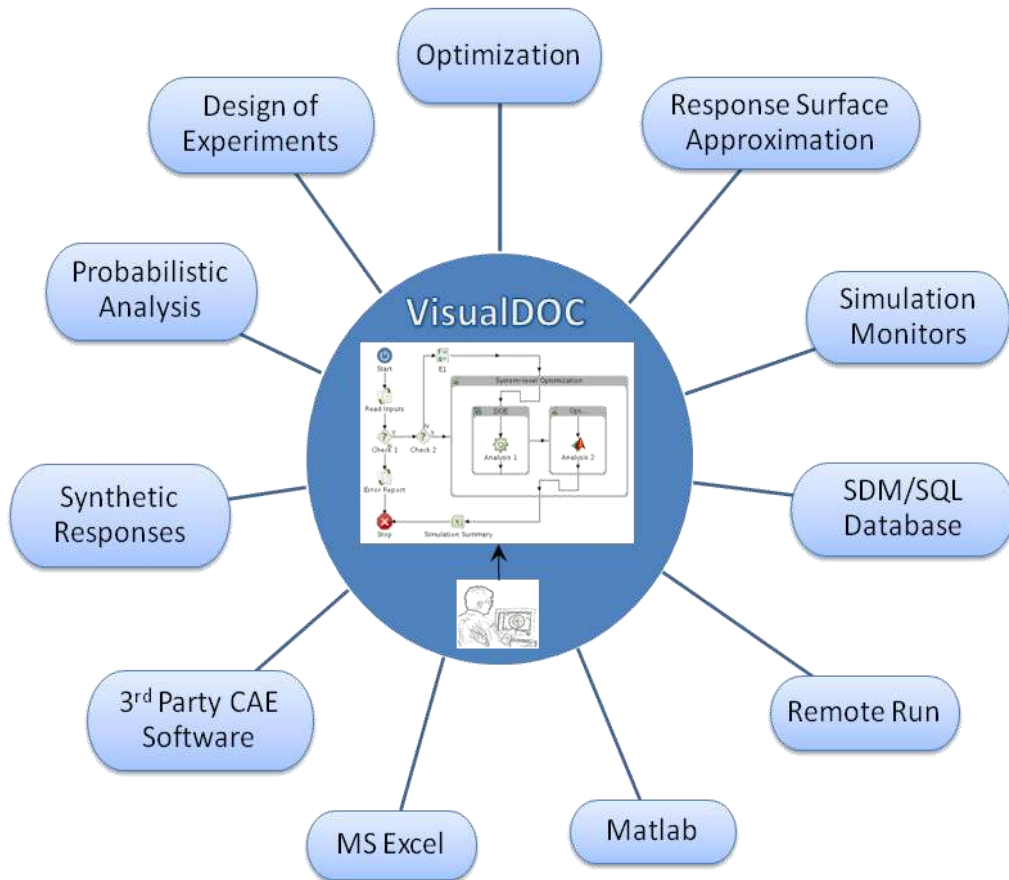 Optimization
Design of
Experiments
Response Surface
Approximation
Probabilistic
Analysis
Simulation
Monitors
VisualDOC
Start
E1
System-level Optimization
Read Inputs
DOE
Opt...
Y
N
Y
N
Check 1
Check 2
Analysis 1
Analysis 2
Error Report
Stop
Simulation Summary
Synthetic
Responses
SDM/SQL
Database
3rd Party CAE
Software
Remote Run
MS Excel
Matlab